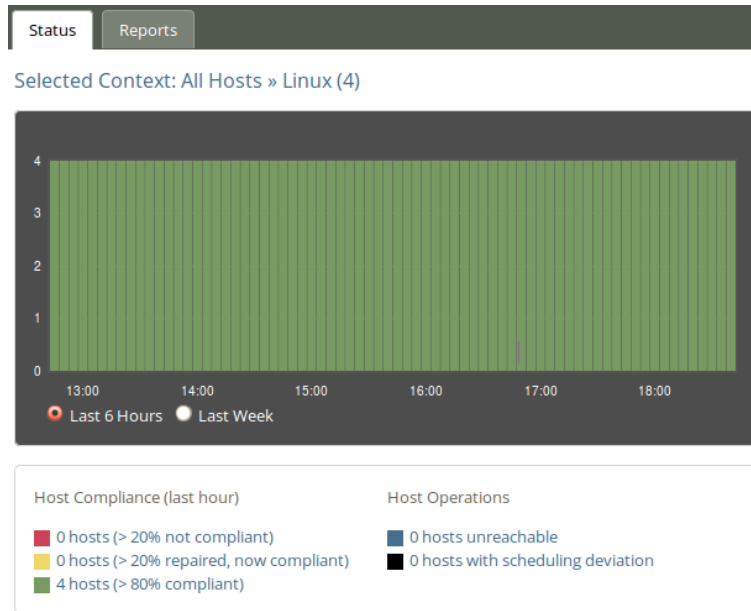 Status Reports
Selected Context: All Hosts » Linux (4)
4
3
2
1
0
13:00 14:00 15:00 16:00 17:00 18:00
Last 6 Hours Last Week
Host Compliance (last hour) Host Operations
0 hosts (> 20% not compliant) 0 hosts unreachable
0 hosts (> 20% repaired, now compliant) 0 hosts with scheduling deviation
4 hosts (> 80% compliant)